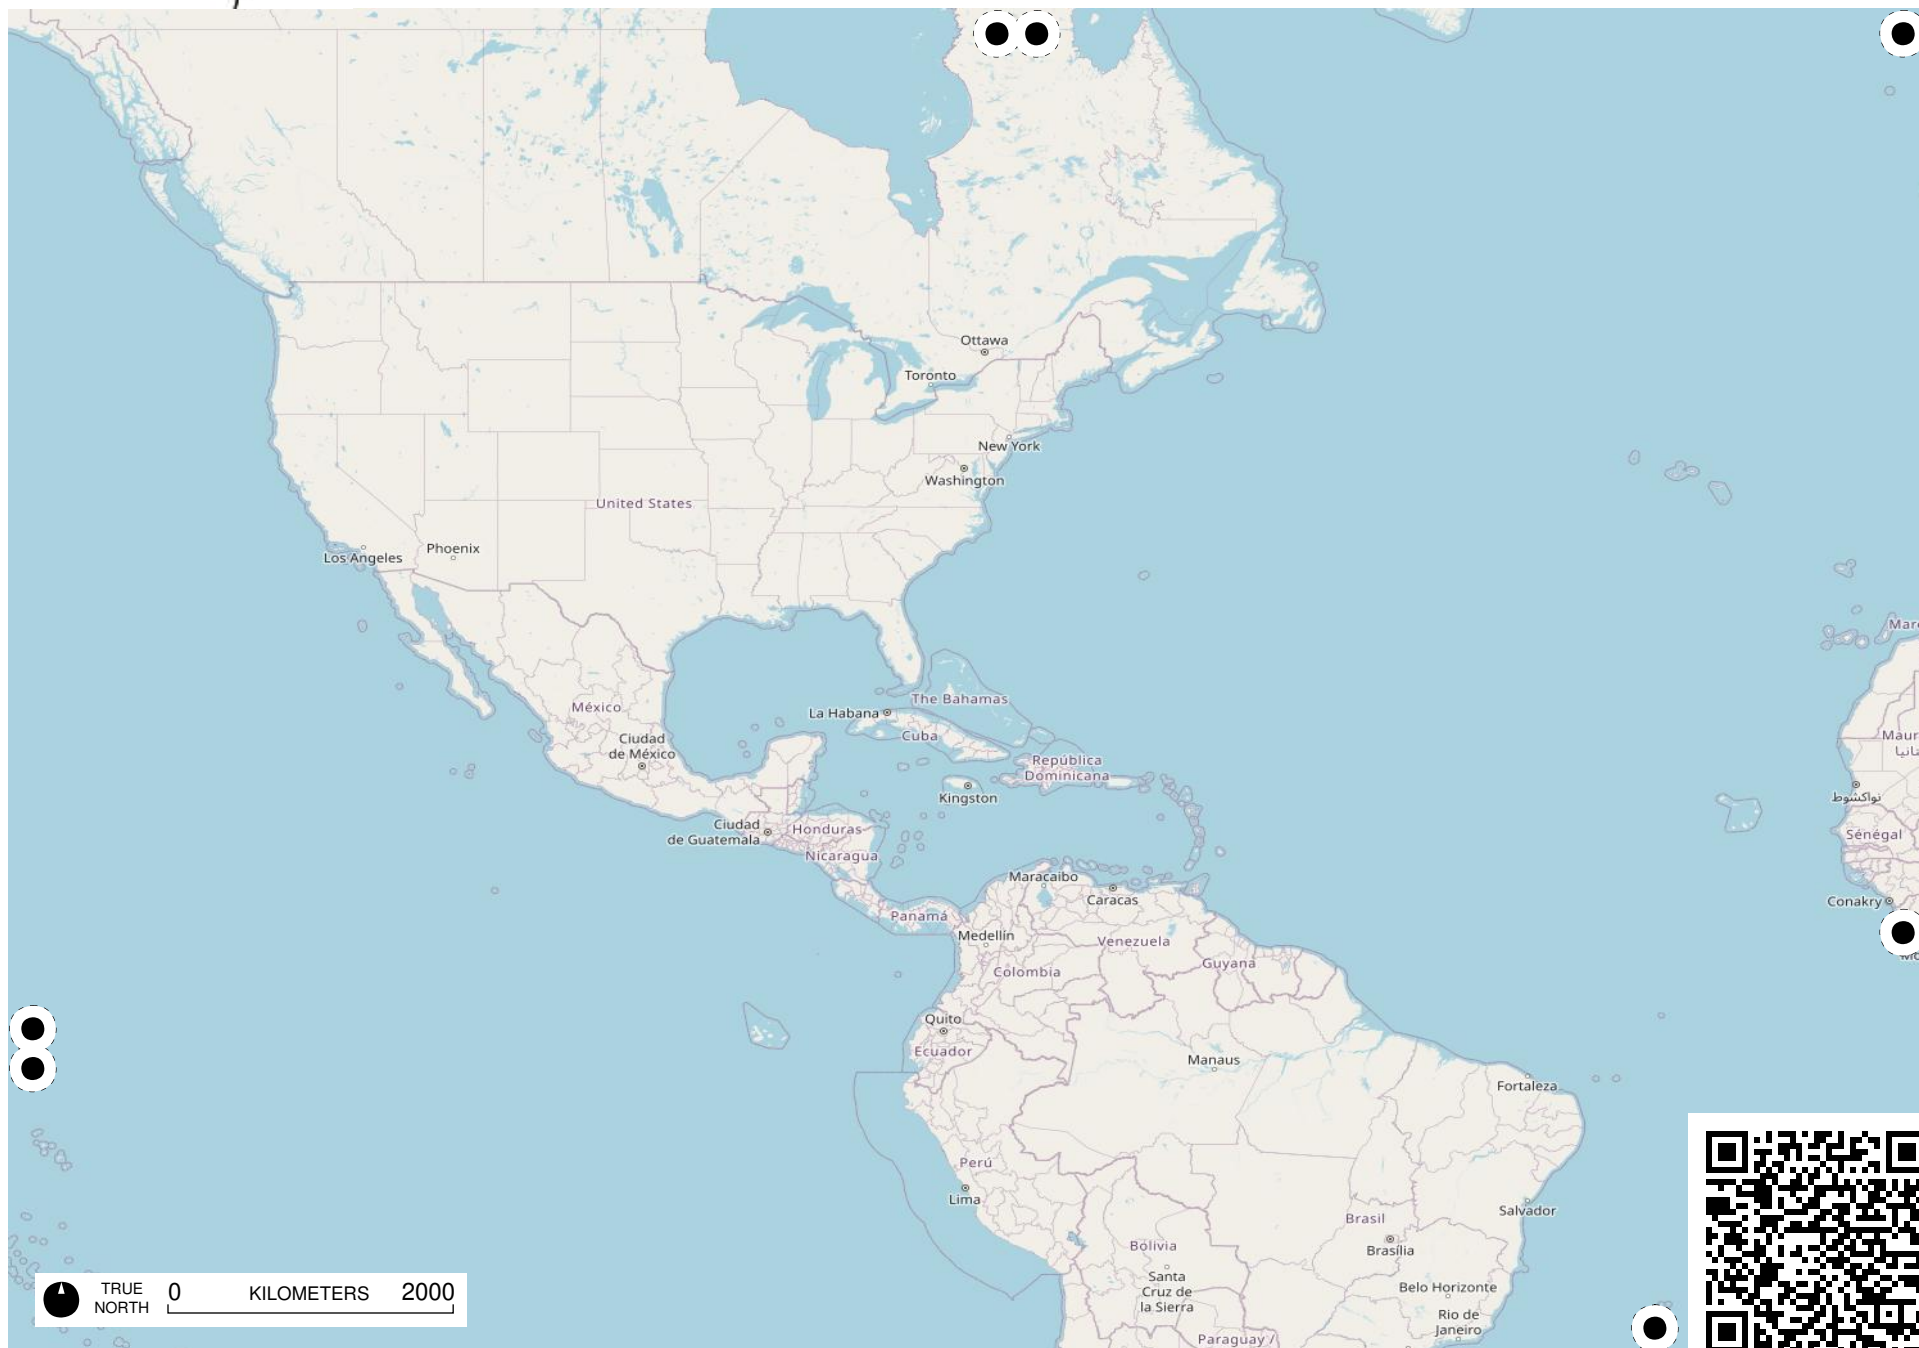 Ottawa
Toronto
New York
Washington
United States
Los Angeles
Phoenix
México
Ciudad
de México
La Habana
The Bahamas
Cuba
República
Dominicana
Kingston
Ciudad
de Guatemala
Honduras
Nicaragua
Panamá
Maracaibo
Caracas
Medellín
Venezuela
Guyana
Colombia
Quito
Ecuador
Manaus
Fortaleza
Perú
Lima
Salvador
Brasil
Brasília
Bolivia
Santa
Cruz de
la Sierra
Belo Horizonte
Rio de
Janeiro
Paraguay /
Maur
نواكشوط
Sénégal
Conakry
TRUE
NORTH
0 KILOMETERS 2000